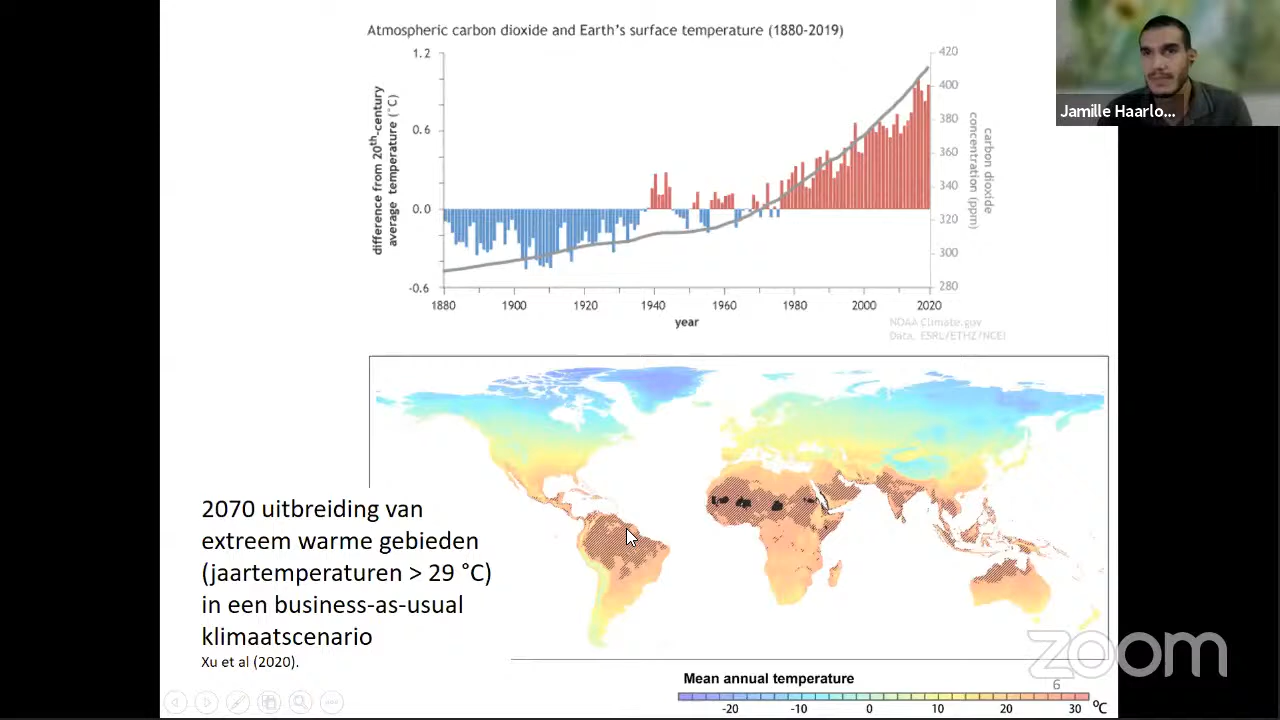 Atmospheric carbon dioxide and Earth's surface temperature (1880-2019)
difference from 20th-century
average temperature (°C)
1.2
0.6
0.0
-0.6
420
400
380
360
340
320
300
280
carbon dioxide
concentration (ppm)
1880
1900
1920
1940
1960
1980
2000
2020
year
NOAA Climate.gov
Data, ESRL/ETHZ/NCEI
Jamille Haarlo...
2070 uitbreiding van
extreem warme gebieden
(jaartemperaturen > 29 °C)
in een business-as-usual
klimaatscenario
Xu et al (2020).
zoom
6
Mean annual temperature
-20
-10
0
10
20
30
°C